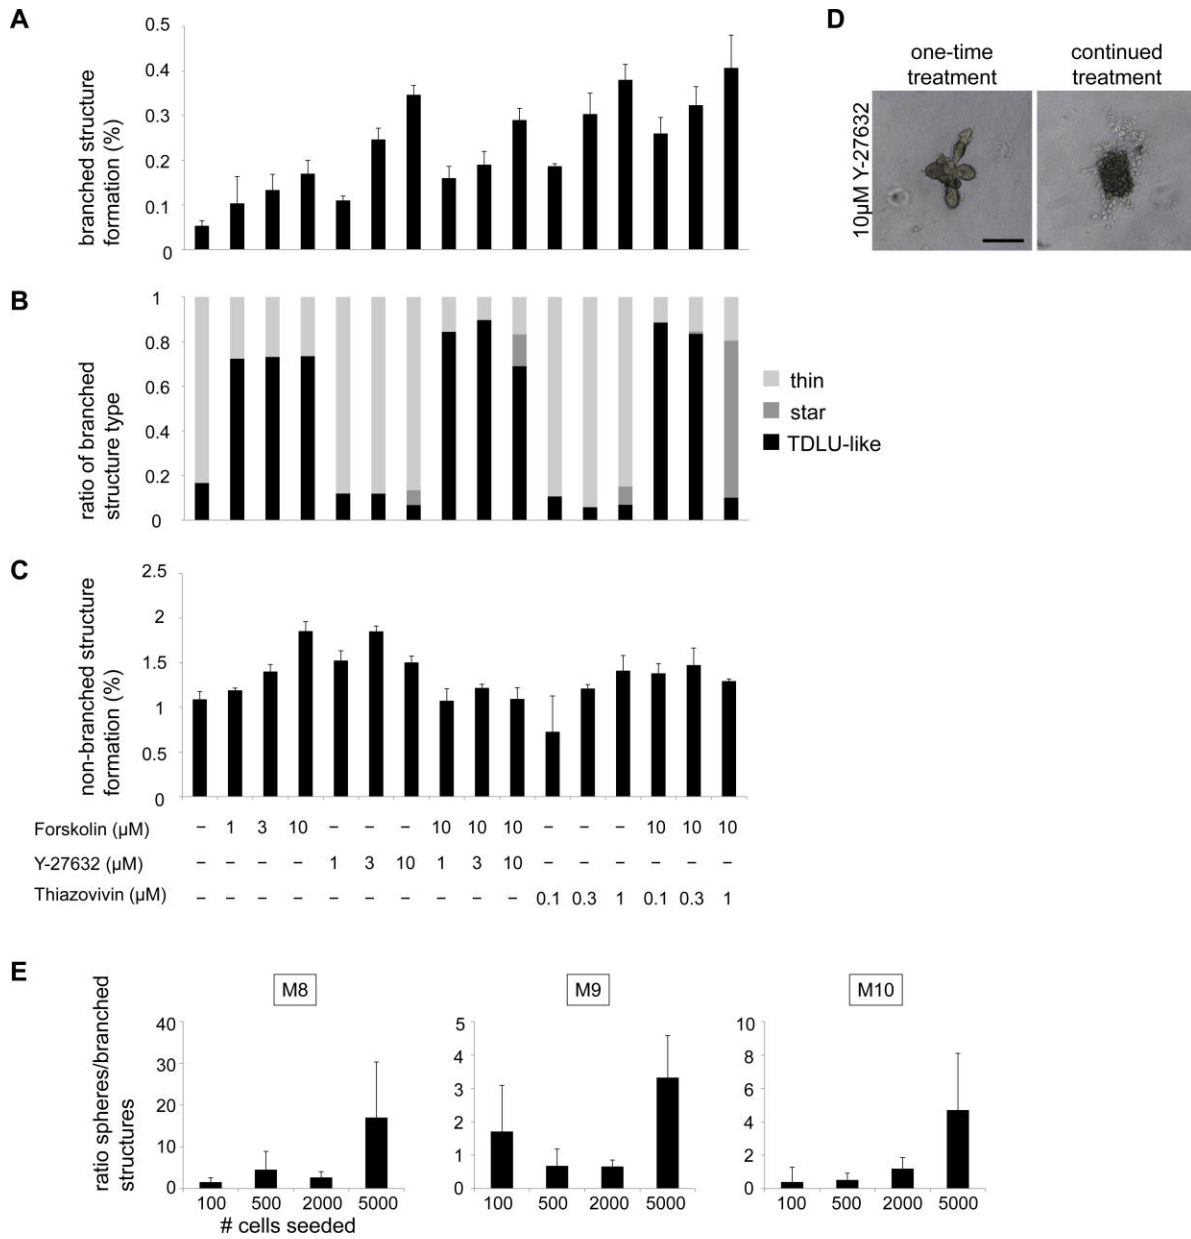 A
branched structure
formation (%)
0.5
0.4
0.3
0.2
0.1
0
D
one-time
treatment
continued
treatment
10µM Y-27632
B
ratio of branched
structure type
1
0.8
0.6
0.4
0.2
0
thin
star
TDLU-like
C
non-branched structure
formation (%)
2.5
2
1.5
1
0.5
0
Forskolin (µM) – 1 3 10 – – – 10 10 10 – – – 10 10 10
Y-27632 (µM) – – – – 1 3 10 1 3 10 – – – – – –
Thiazovivin (µM) – – – – – – – – – – 0.1 0.3 1 0.1 0.3 1
E
ratio spheres/branched
structures
M8
40
30
20
10
0
100 500 2000 5000
# cells seeded
M9
5
4
3
2
1
0
100 500 2000 5000
M10
10
8
6
4
2
0
100 500 2000 5000